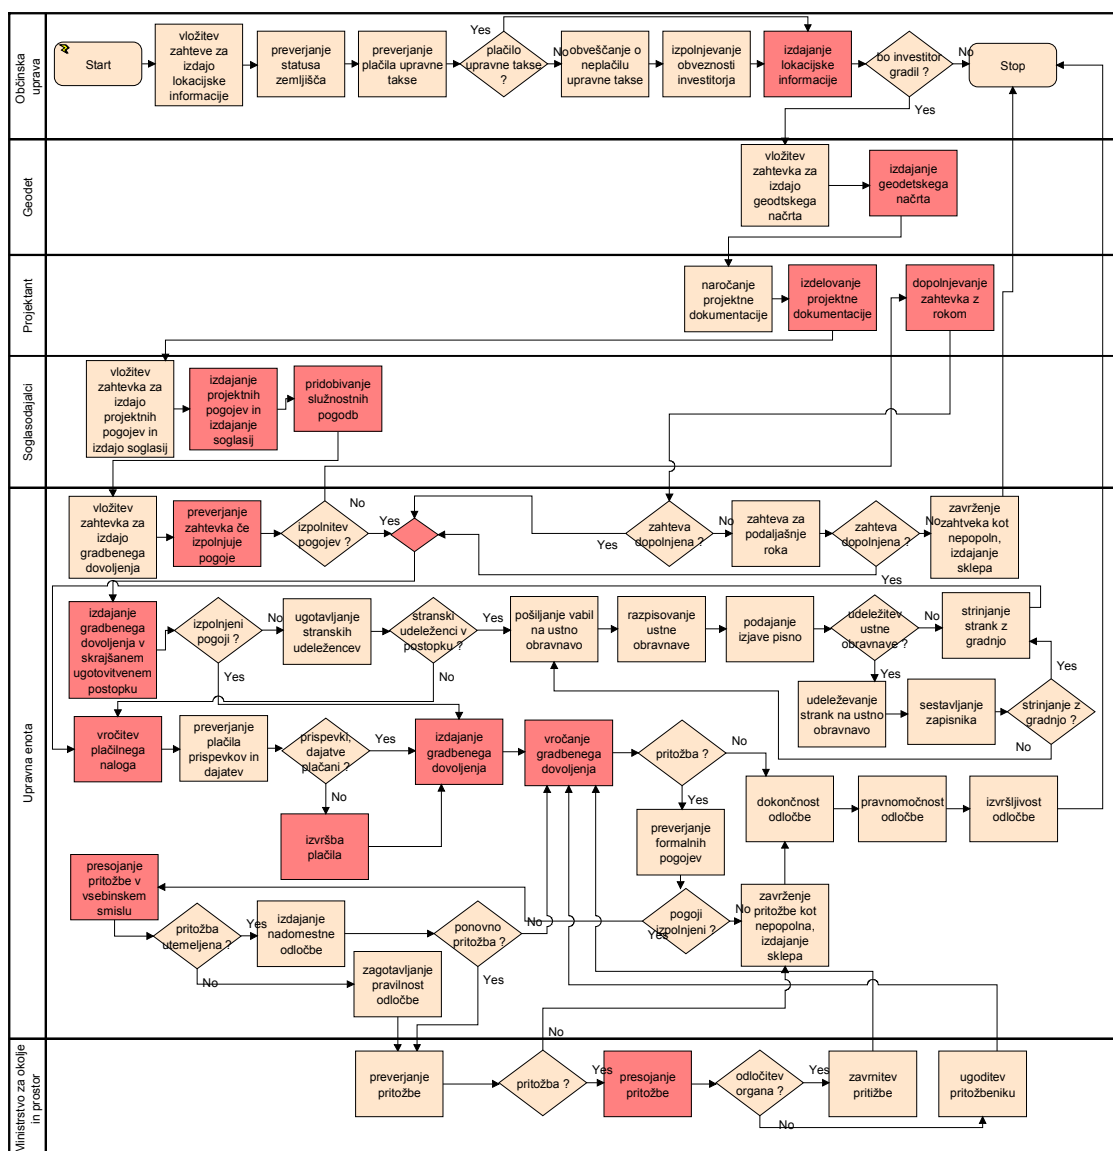 Občinska
uprava
Start
vložitev
zahteve za
izdajo
lokacijske
informacije
preverjanje
statusa
zemljišča
preverjanje
plačila upravne
takse
Yes
plačilo
upravne takse
?
No
obveščanje o
neplačilu
upravne takse
izpolnjevanje
obveznosti
investitorja
izdajanje
lokacijske
informacije
bo investitor
gradil ?
No
Yes
Stop
Geodet
vložitev
zahtevka za
izdajo
geodtskega
načrta
izdajanje
geodetskega
načrta
Projektant
naročanje
projektne
dokumentacije
izdelovanje
projektne
dokumentacije
dopolnjevanje
zahtevka z
rokom
Soglasodajalci
vložitev
zahtevka za
izdajo
projektnih
pogojev in
izdajo soglasij
izdajanje
projektnih
pogojev in
izdajanje
soglasij
pridobivanje
služnostnih
pogodb
Upravna enota
vložitev
zahtevka za
izdajo
gradbenega
dovoljenja
preverjanje
zahtevka če
izpolnjuje
pogoje
izpolnitev
pogojev ?
No
Yes
Yes
zahteva
dopolnjena ?
No
zahteva za
podaljašnje
roka
zahteva
dopolnjena ?
No
Yes
zavrženje
zahtveka kot
nepopoln,
izdajanje
sklepa
izdajanje
gradbenega
dovoljenja v
skrajšanem
ugotovitvenem
postopku
izpolnjeni
pogoji ?
No
Yes
ugotavljanje
stranskih
udeležencev
stranski
udeleženci v
postopku ?
Yes
No
pošiljanje vabil
na ustno
obravnavo
razpisovanje
ustne
obravnave
podajanje
izjave pisno
udeležitev
ustne
obravnave ?
No
Yes
strinjanje
strank z
gradnjo
udeleževanje
strank na ustno
obravnavo
sestavljanje
zapisnika
strinjanje z
gradnjo ?
Yes
No
vročitev
plačilnega
naloga
preverjanje
plačila
prispevkov in
dajatev
prispevki,
dajatve
plačani ?
Yes
No
izvršba
plačila
izdajanje
gradbenega
dovoljenja
vročanje
gradbenega
dovoljenja
pritožba ?
No
Yes
preverjanje
formalnih
pogojev
dokončnost
odločbe
pravnomočnost
odločbe
izvršljivost
odločbe
presojanje
pritožbe v
vsebinskem
smislu
pritožba
utemeljena ?
Yes
No
izdajanje
nadomestne
odločbe
zagotavljanje
pravilnost
odločbe
ponovno
pritožba ?
No
Yes
pogoji
izpolnjeni ?
Yes
No
zavrženje
pritožbe kot
nepopolna,
izdajanje
sklepa
Ministrstvo za okolje
in prostor
preverjanje
pritožbe
pritožba ?
No
Yes
presojanje
pritožbe
odločitev
organa ?
Yes
No
zavrnitev
pritižbe
ugoditev
pritožbeniku